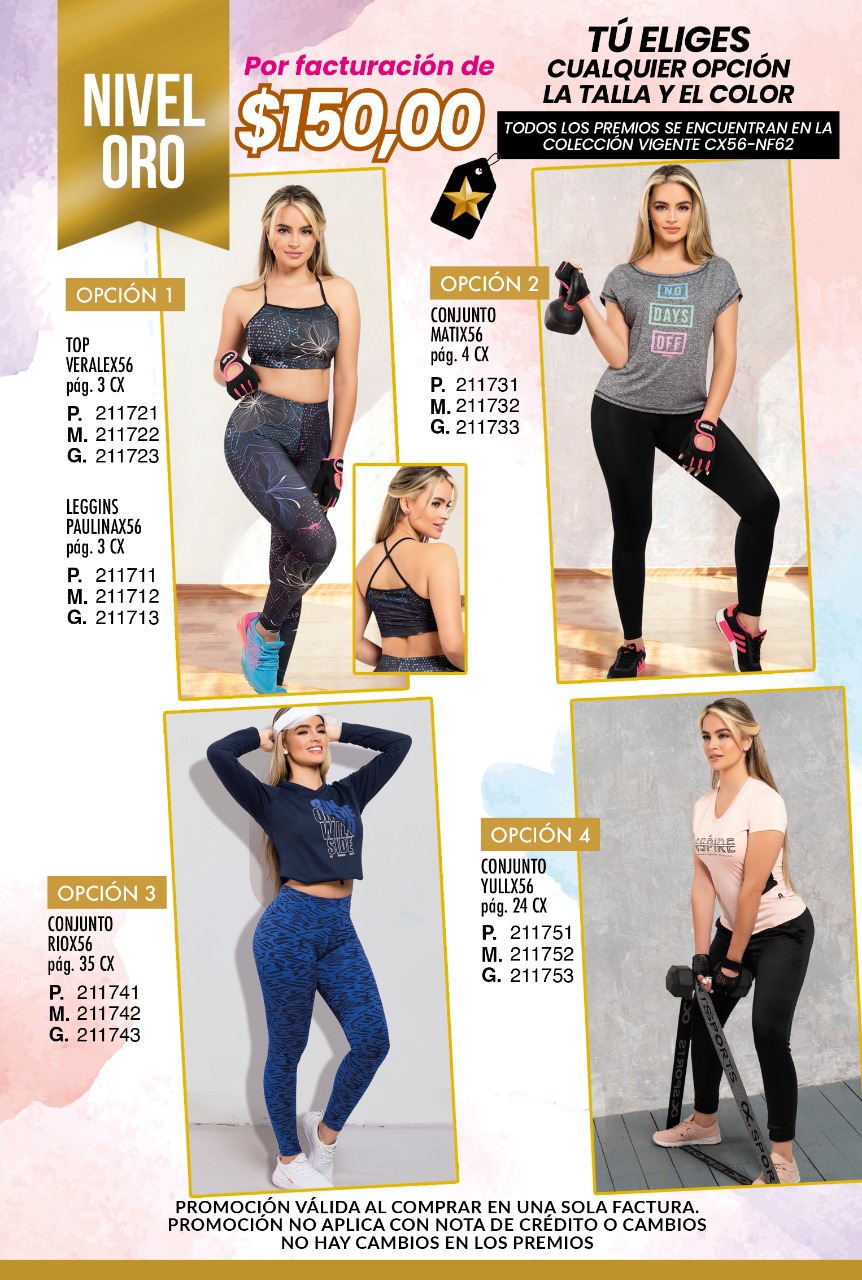 NIVEL
ORO
Por facturación de
$150,00
TÚ ELIGES
CUALQUIER OPCIÓN
LA TALLA Y EL COLOR
TODOS LOS PREMIOS SE ENCUENTRAN EN LA
COLECCIÓN VIGENTE CX56-NF62
OPCIÓN 1
TOP
VERALEX56
pág. 3 CX
P. 211721
M. 211722
G. 211723
LEGGINS
PAULINAX56
pág. 3 CX
P. 211711
M. 211712
G. 211713
OPCIÓN 2
CONJUNTO
MATIX56
pág. 4 CX
P. 211731
M. 211732
G. 211733
NO
DAYS
OFF
OPCIÓN 3
CONJUNTO
RIOX56
pág. 35 CX
P. 211741
M. 211742
G. 211743
WILD
SIDE
OPCIÓN 4
CONJUNTO
YULLX56
pág. 24 CX
P. 211751
M. 211752
G. 211753
PROMOCIÓN VÁLIDA AL COMPRAR EN UNA SOLA FACTURA.
PROMOCIÓN NO APLICA CON NOTA DE CRÉDITO O CAMBIOS
NO HAY CAMBIOS EN LOS PREMIOS